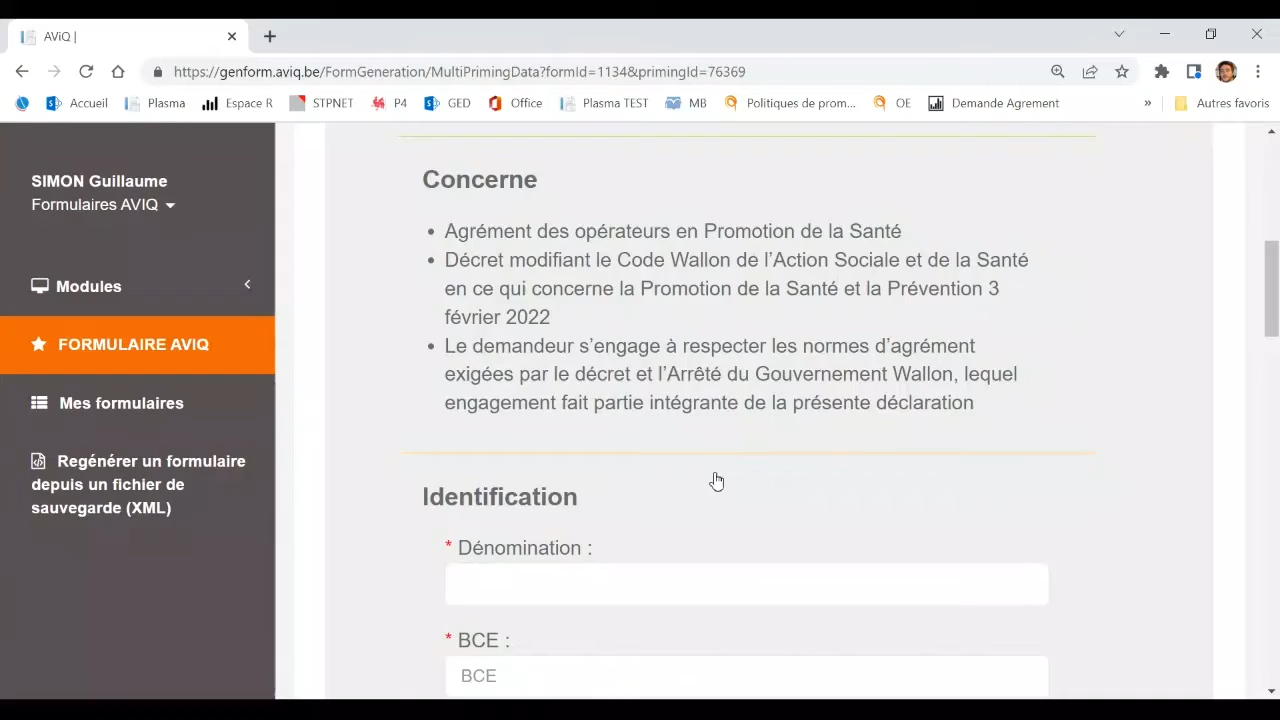 AViQ |
https://genform.aviq.be/FormGeneration/MultiPrimingData?formId=1134&primingId=76369
Accueil Plasma Espace R STPNET P4 GED Office Plasma TEST MB Politiques de prom... OE Demande Agrement » Autres favoris
SIMON Guillaume
Formulaires AVIQ
Modules
FORMULAIRE AVIQ
Mes formulaires
Regénérer un formulaire
depuis un fichier de
sauvegarde (XML)
Concerne
• Agrément des opérateurs en Promotion de la Santé
• Décret modifiant le Code Wallon de l’Action Sociale et de la Santé
en ce qui concerne la Promotion de la Santé et la Prévention 3
février 2022
• Le demandeur s’engage à respecter les normes d’agrément
exigées par le décret et l’Arrêté du Gouvernement Wallon, lequel
engagement fait partie intégrante de la présente déclaration
Identification
* Dénomination :
* BCE :
BCE